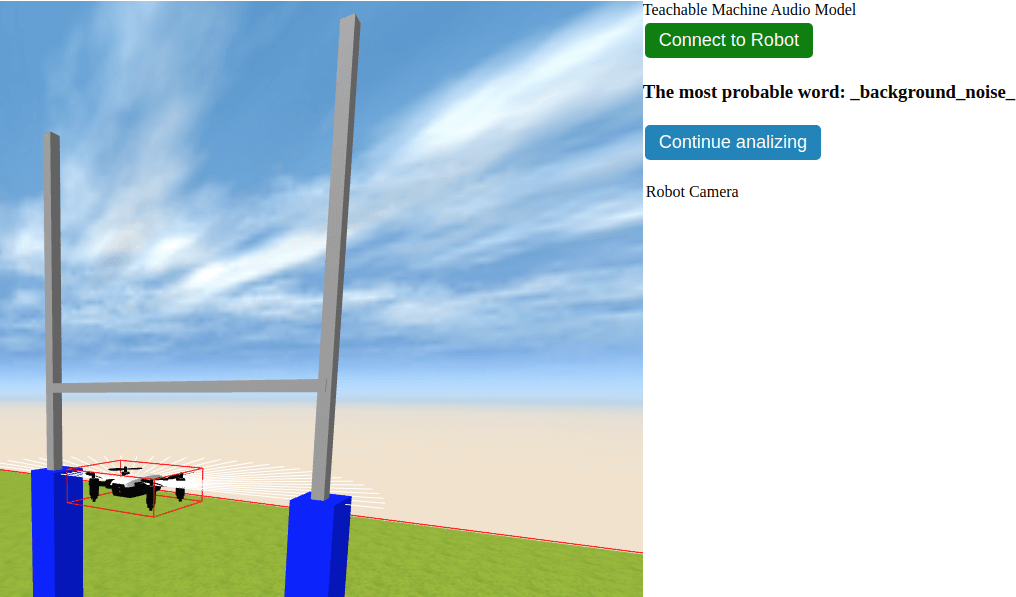 Teachable Machine Audio Model
Connect to Robot
The most probable word: _background_noise_
Continue analizing
Robot Camera